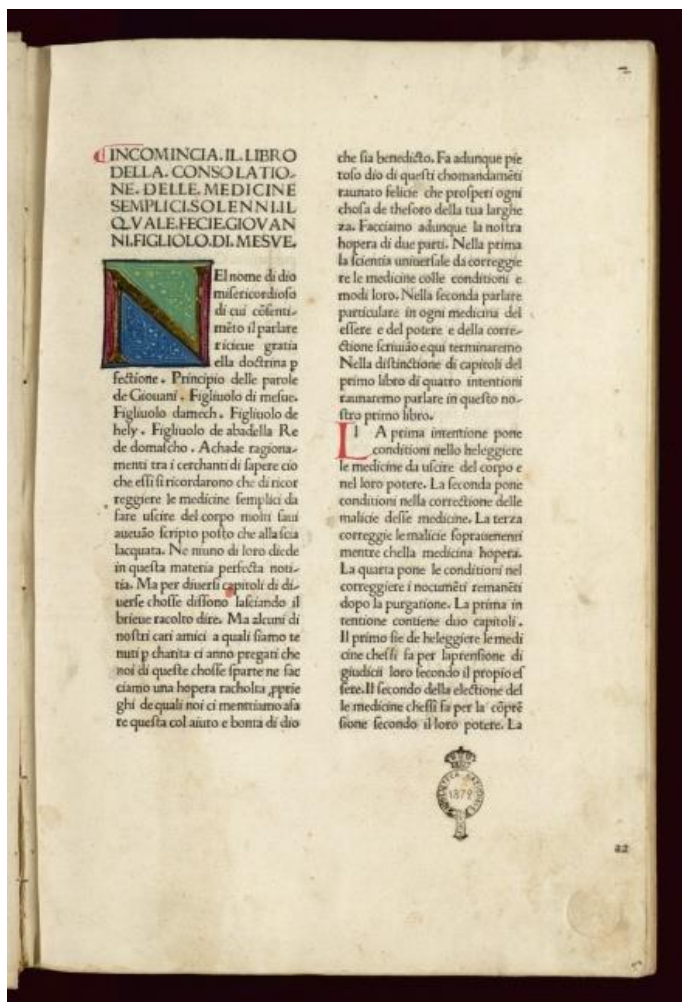 INCOMINCIA.IL.LIBRO
DELLA.CONSOLATIO-
NE.DELLE.MEDICINE
SEMPLICI.SOLENNI.IL
QVALE.FECIE.GIOVAN
NI.FIGLIOLO.DI.MESVE.
NEl nome di dio
misericordioso
di cui cōsenti-
mēto il parlare
riceue gratia
ella doctrina p
fectione. Principio delle parole
de Giouani. Figliuolo di mesue.
Figliuolo damech. Figliuolo de
hely. Figliuolo de abadella Re
de domascho. Achade ragiona-
menti tra i cerchanti di sapere cio
che essi si ricordarono che di ricor
reggiere le medicine semplici da
fare uscire del corpo molti saui
aueuāo scripto posto che alla scia
lacquata. Ne niuno di loro diede
in questa materia perfecta noti-
tia. Ma per diuersi capitoli di di-
uerse chosse dissono lasciando il
brieue racolto dire. Ma alcuni di
nostri cari amici a quali siamo te
nuti p charita ci anno pregati che
noi di queste chosse sparte ne fac
ciamo una hopera racholta ꝓprie
ghi de quali noi ci mentriamo afa
re questa col aiuto e bonta di dio
che sia benedicto. Fa adunque pie
toso dio di questi chomandamēti
raunato felicie che prosperi ogni
chosa de thesoro della tua larghe
za. Facciamo adunque la nostra
hopera di due parti. Nella prima
la scientia uniuersale da correggie
re le medicine colle conditioni e
modi loro. Nella seconda parlare
particulare in ogni medicina del
essere e del potere e della corre-
ctione scriuiāo e qui terminaremo
Nella distinctione di capitoli del
primo libro di quatro intentioni
raunaremo parlare in questo no-
stro primo libro.
Ll A prima intentione pone
conditioni nello heleggiere
le medicine da uscire del corpo e
nel loro potere. La seconda pone
conditioni nella correctione delle
malicie desse medicine. La terza
correggie le malicie soprauenenti
mentre chella medicina hopera.
La quarta pone le conditioni nel
correggiere i nocumēti remanēti
dopo la purgatione. La prima in
tentione contiene duo capitoli.
Il primo sie de heleggiere le medi
cine chessi fa per laprensione di
giudicii loro secondo il propio es
sere. Il secondo della electione del
le medicine chessi fa per la cōprē
sione secondo il loro potere. La
1872
22